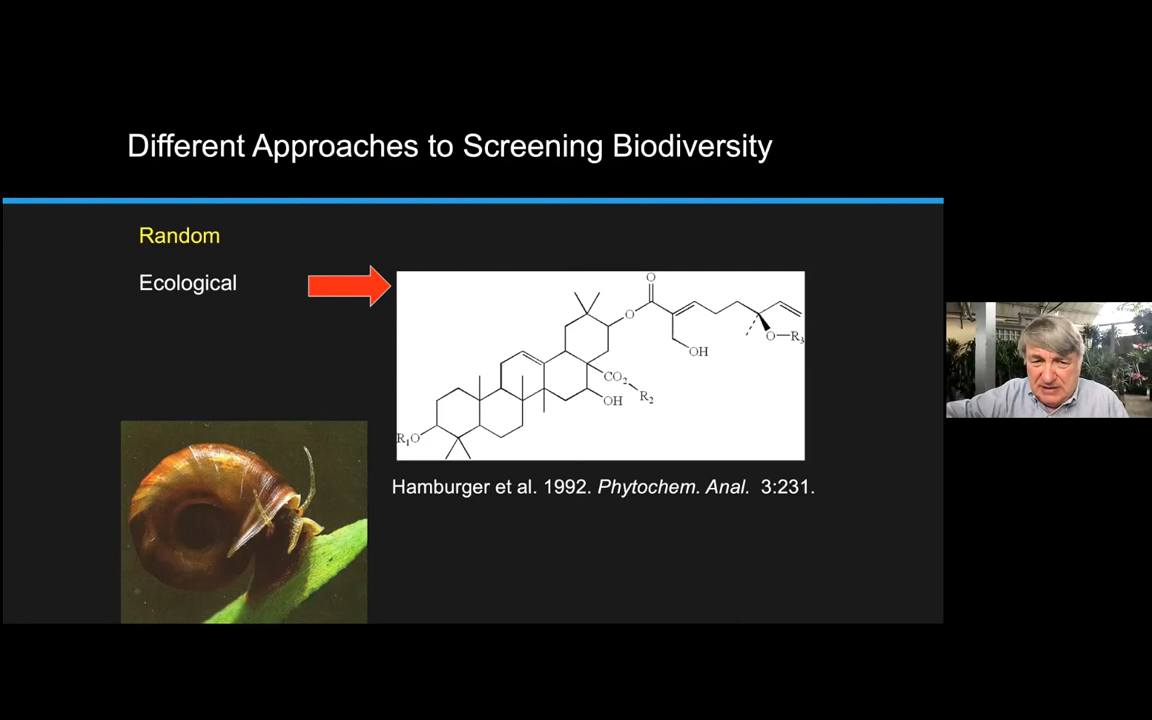 Different Approaches to Screening Biodiversity
Random
Ecological
O
O
OH
O—R₃
CO₂
R₂
OH
R₁O
Hamburger et al. 1992. Phytochem. Anal. 3:231.